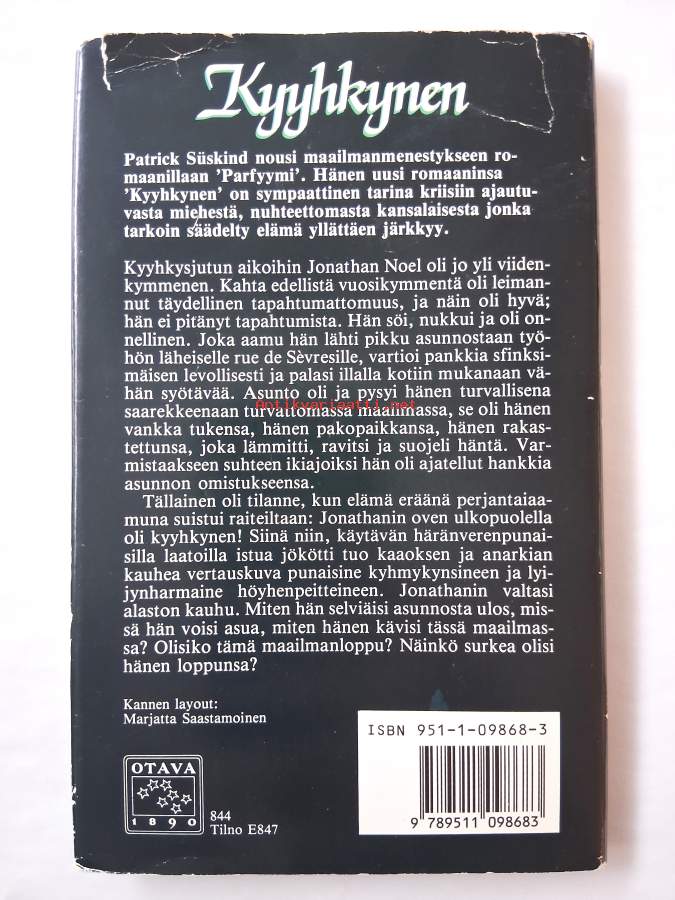 Kyyhkynen
Patrick Süskind nousi maailmanmenestykseen ro-
maanillaan 'Parfyymi'. Hänen uusi romaaninsa
'Kyyhkynen' on sympaattinen tarina kriisiin ajautu-
vasta miehestä, nuhteettomasta kansalaisesta jonka
tarkoin säädelty elämä yllättäen järkkyy.
Kyyhkysjutun aikoihin Jonathan Noel oli jo yli viiden-
kymmenen. Kahta edellistä vuosikymmentä oli leiman-
nut täydellinen tapahtumattomuus, ja näin oli hyvä;
hän ei pitänyt tapahtumista. Hän söi, nukkui ja oli on-
nellinen. Joka aamu hän lähti pikku asunnostaan työ-
hön läheiselle rue de Sèvresille, vartioi pankkia sfinksi-
mäisen levollisesti ja palasi illalla kotiin mukanaan vä-
hän syötävää. Asunto oli ja pysyi hänen turvallisena
Antikvariaatti.net
saarekkeenaan turvattomassa maailmassa, se oli hänen
vankka tukensa, hänen pakopaikkansa, hänen rakas-
tettunsa, joka lämmitti, ravitsi ja suojeli häntä. Var-
mistaakseen suhteen ikiajoiksi hän oli ajatellut hankkia
asunnon omistukseensa.
Tällainen oli tilanne, kun elämä eräänä perjantaiaa-
muna suistui raiteiltaan: Jonathanin oven ulkopuolella
oli kyyhkynen! Siinä niin, käytävän häränverenpunai-
silla laatoilla istua jökötti tuo kaaoksen ja anarkian
kauhea vertauskuva punaisine kyhmykynsineen ja lyi-
jynharmaine höyhenpeitteineen. Jonathanin valtasi
alaston kauhu. Miten hän selviäisi asunnosta ulos, mis-
sä hän voisi asua, miten hänen kävisi tässä maailmas-
sa? Olisiko tämä maailmanloppu? Näinkö surkea olisi
hänen loppunsa?
Kannen layout:
Marjatta Saastamoinen
ISBN 951-1-09868-3
OTAVA
1890
844
Tilno E847
9 789511 098683